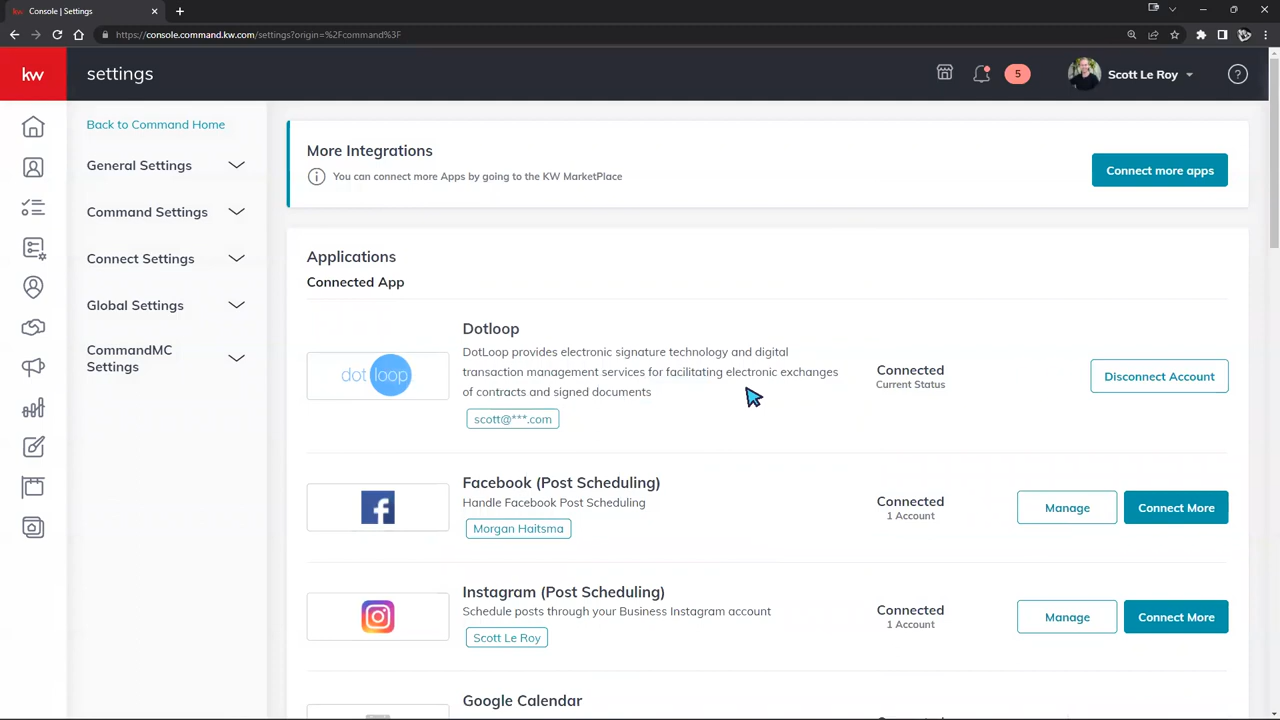 Console | Settings
https://console.command.kw.com/settings?origin=%2Fcommand%3F
kw
settings
5
Scott Le Roy
?
Back to Command Home
General Settings
Command Settings
Connect Settings
Global Settings
CommandMC
Settings
More Integrations
You can connect more Apps by going to the KW MarketPlace
Connect more apps
Applications
Connected App
dot loop
Dotloop
DotLoop provides electronic signature technology and digital
transaction management services for facilitating electronic exchanges
of contracts and signed documents
scott@***.com
Connected
Current Status
Disconnect Account
Facebook (Post Scheduling)
Handle Facebook Post Scheduling
Morgan Haitsma
Connected
1 Account
Manage
Connect More
Instagram (Post Scheduling)
Schedule posts through your Business Instagram account
Scott Le Roy
Connected
1 Account
Manage
Connect More
Google Calendar